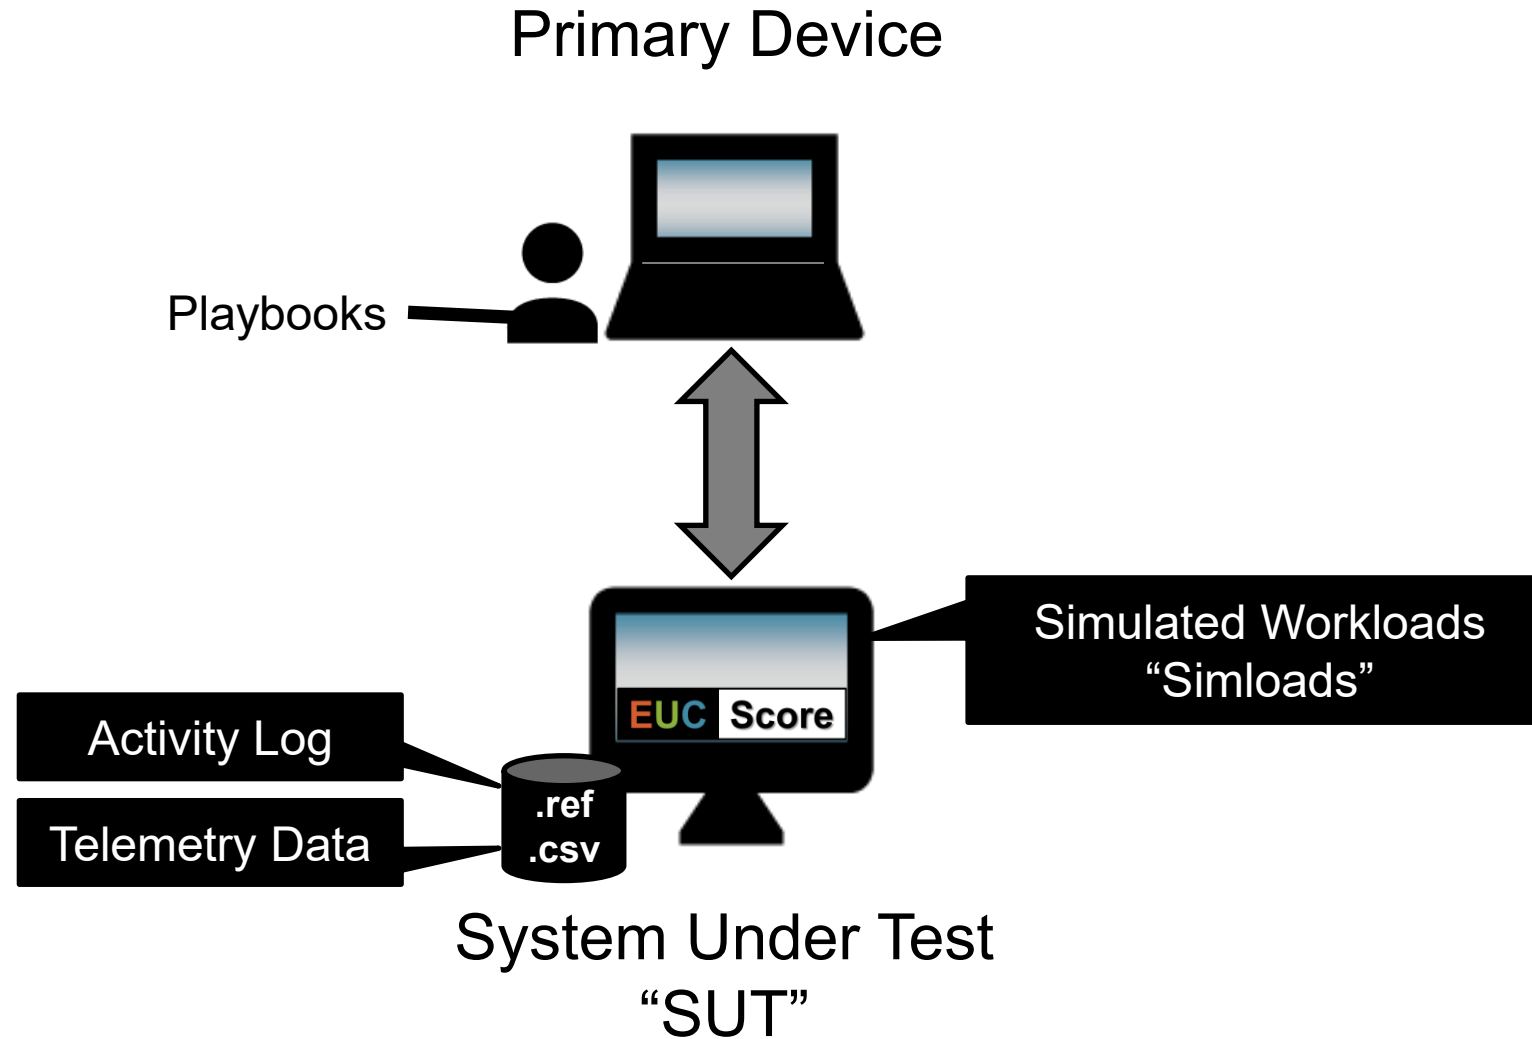 Primary Device
Playbooks
Simulated Workloads
“Simloads”
EUC Score
Activity Log
.ref
.csv
Telemetry Data
System Under Test
“SUT”